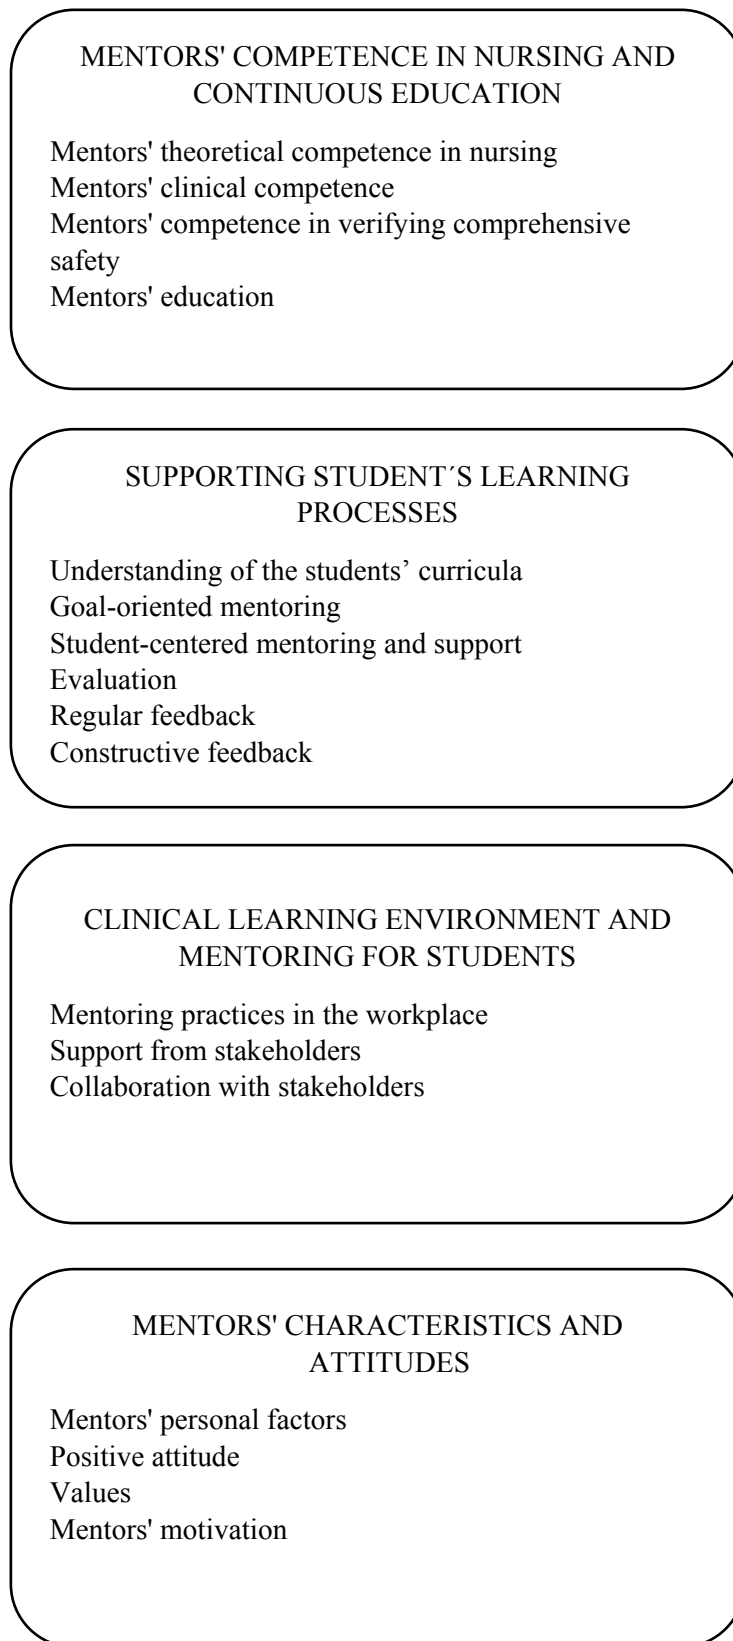 MENTORS' COMPETENCE IN NURSING AND
CONTINUOUS EDUCATION
Mentors' theoretical competence in nursing
Mentors' clinical competence
Mentors' competence in verifying comprehensive
safety
Mentors' education
SUPPORTING STUDENT´S LEARNING
PROCESSES
Understanding of the students’ curricula
Goal-oriented mentoring
Student-centered mentoring and support
Evaluation
Regular feedback
Constructive feedback
CLINICAL LEARNING ENVIRONMENT AND
MENTORING FOR STUDENTS
Mentoring practices in the workplace
Support from stakeholders
Collaboration with stakeholders
MENTORS' CHARACTERISTICS AND
ATTITUDES
Mentors' personal factors
Positive attitude
Values
Mentors' motivation